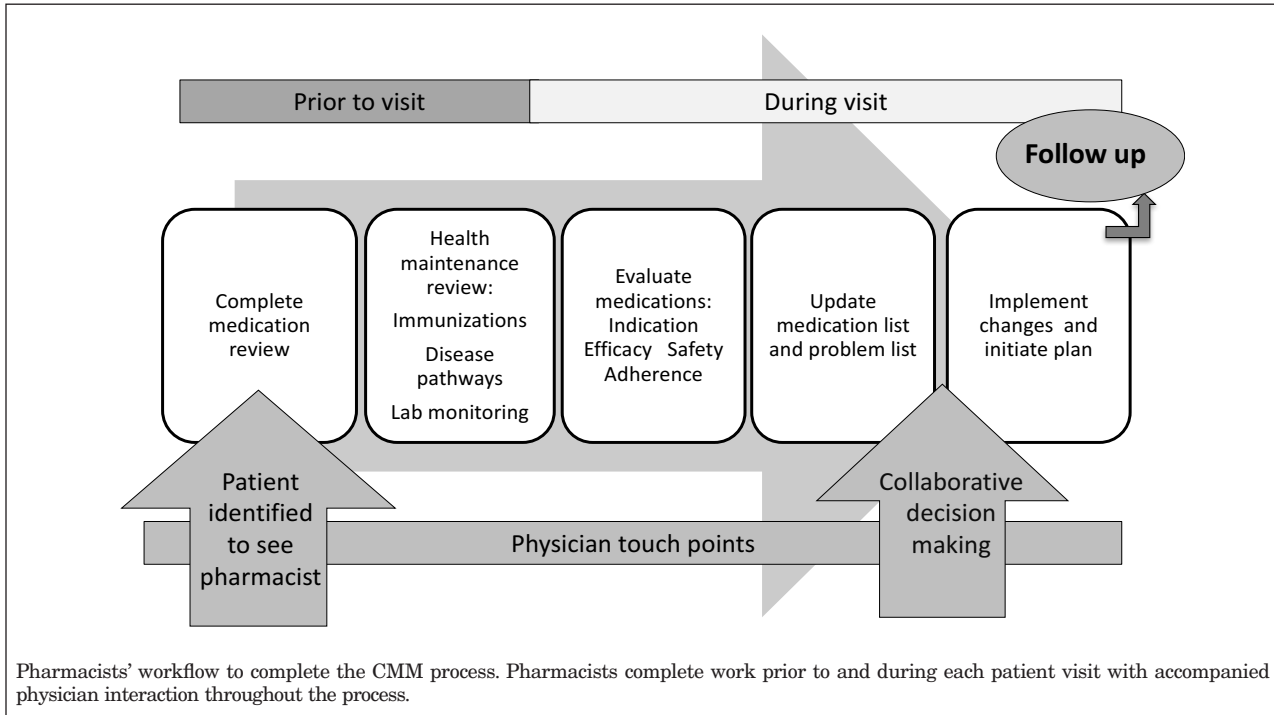 Prior to visit
During visit
Follow up
Complete
medication
review
Health
maintenance
review:
Immunizations
Disease
pathways
Lab monitoring
Evaluate
medications:
Indication
Efficacy Safety
Adherence
Update
medication list
and problem list
Implement
changes and
initiate plan
Patient
identified
to see
pharmacist
Physician touch points
Collaborative
decision
making
Pharmacists' workflow to complete the CMM process. Pharmacists complete work prior to and during each patient visit with accompanied
physician interaction throughout the process.